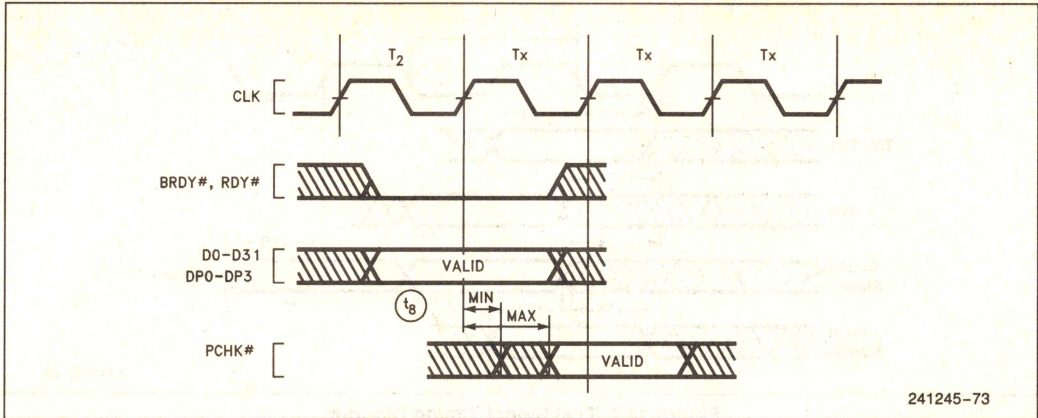 T2 Tx Tx Tx
CLK
BRDY#, RDY#
D0-D31
DP0-DP3
VALID
t8
MIN
MAX
PCHK#
VALID
241245-73